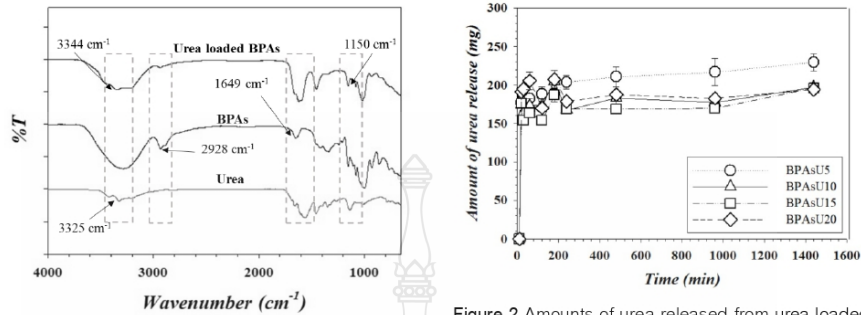 3344 cm-1
Urea loaded BPAs
1150 cm-1
1649 cm-1
BPAs
2928 cm-1
Urea
3325 cm-1
%T
4000 3000 2000 1000
Wavenumber (cm-1)
300
250
200
150
100
50
0
Amount of urea release (mg)
BPAsU5
BPAsU10
BPAsU15
BPAsU20
0 200 400 600 800 1000 1200 1400 1600
Time (min)
Figure 2 Amounts of urea released from urea loaded